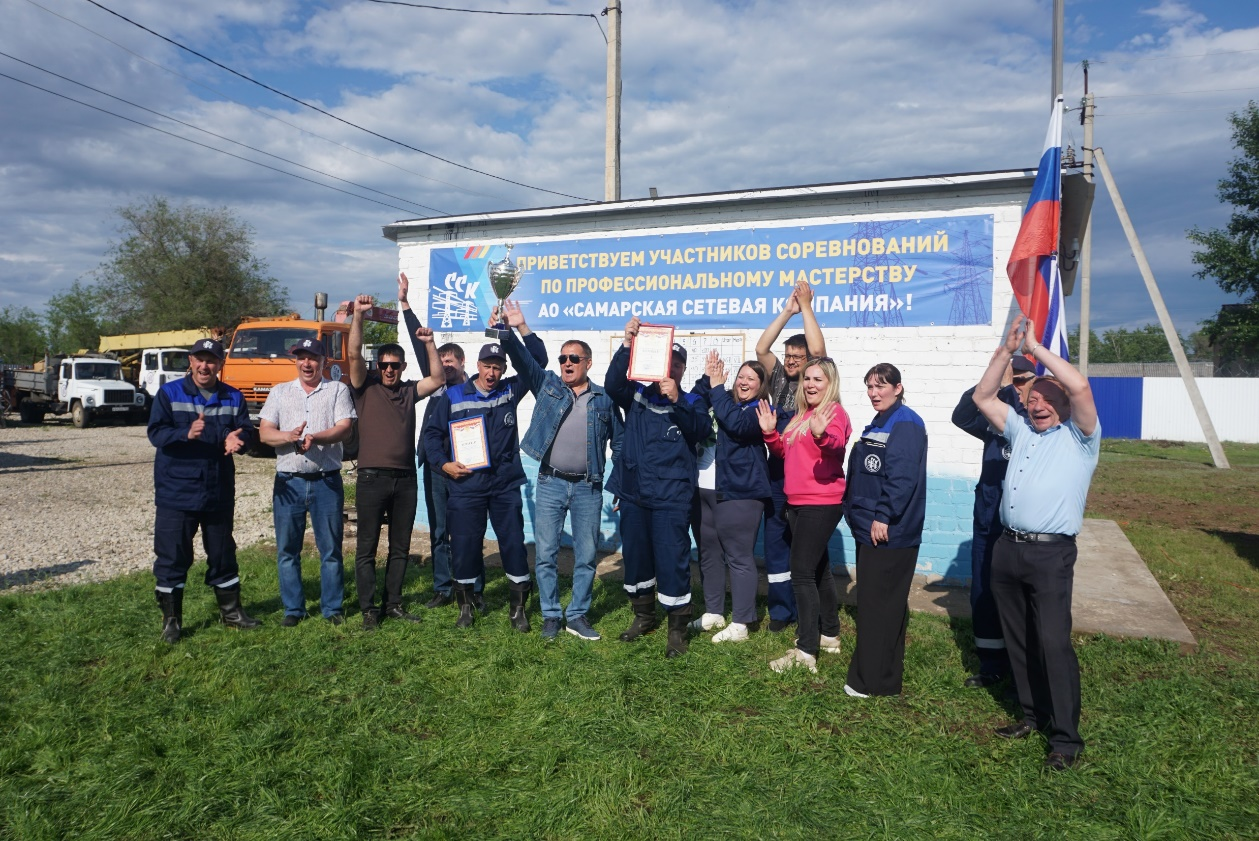 ССК
ПРИВЕТСТВУЕМ УЧАСТНИКОВ СОРЕВНОВАНИЙ
ПО ПРОФЕССИОНАЛЬНОМУ МАСТЕРСТВУ
АО «САМАРСКАЯ СЕТЕВАЯ КОМПАНИЯ»!